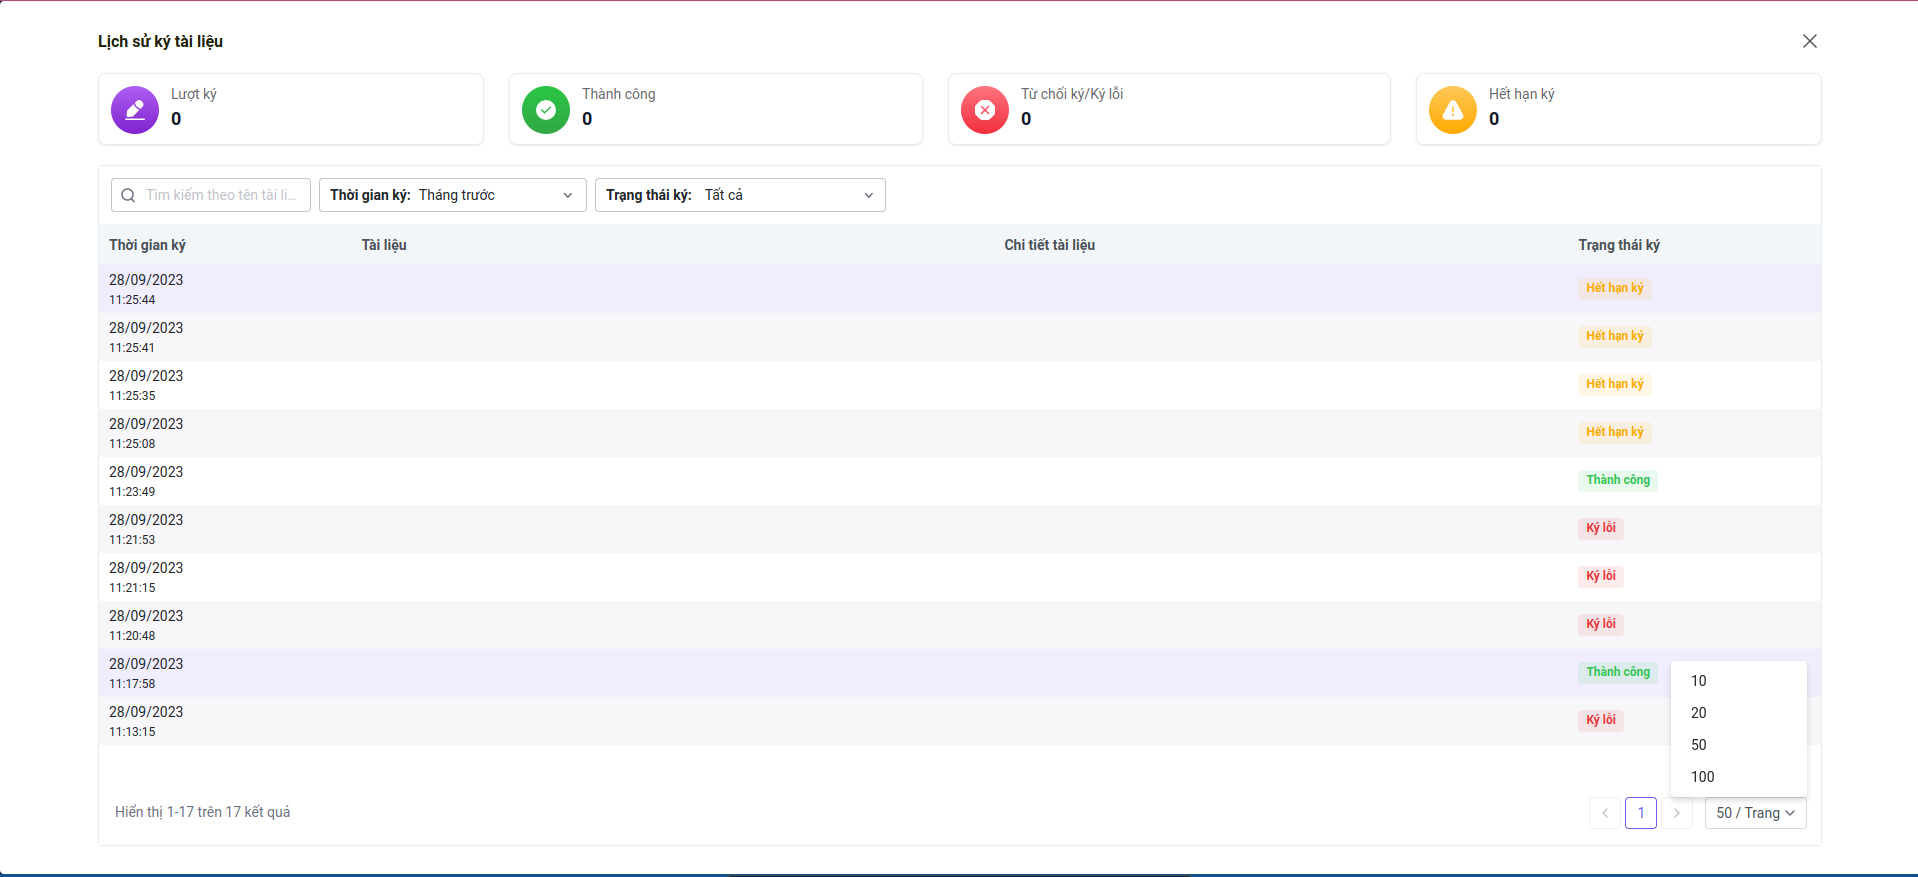 Lịch sử ký tài liệu
Lượt ký
0
Thành công
0
Từ chối ký/Ký lỗi
0
Hết hạn ký
0
Tìm kiếm theo tên tài li...
Thời gian ký: Tháng trước
Trạng thái ký: Tất cả
Thời gian ký Tài liệu Chi tiết tài liệu Trạng thái ký
28/09/2023
11:25:44
Hết hạn ký
28/09/2023
11:25:41
Hết hạn ký
28/09/2023
11:25:35
Hết hạn ký
28/09/2023
11:25:08
Hết hạn ký
28/09/2023
11:23:49
Thành công
28/09/2023
11:21:53
Ký lỗi
28/09/2023
11:21:15
Ký lỗi
28/09/2023
11:20:48
Ký lỗi
28/09/2023
11:17:58
Thành công
28/09/2023
11:13:15
Ký lỗi
10
20
50
100
Hiển thị 1-17 trên 17 kết quả
1
50 / Trang